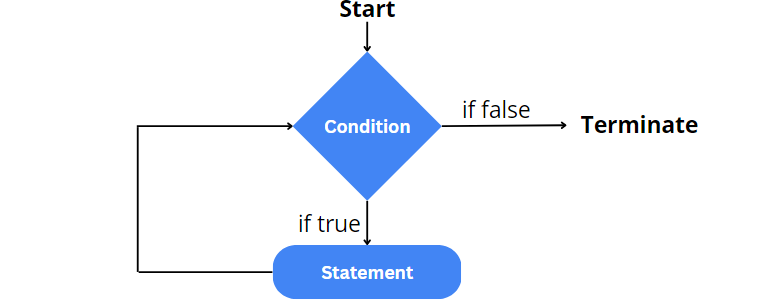 Start
Condition
if false
Terminate
if true
Statement